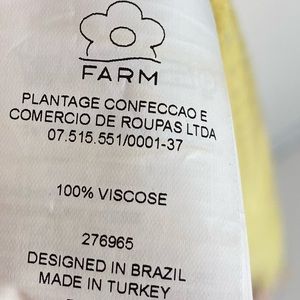 FARM
PLANTAGE CONFECCAO E
COMERCIO DE ROUPAS LTDA
07.515.551/0001-37
100% VISCOSE
276965
DESIGNED IN BRAZIL
MADE IN TURKEY